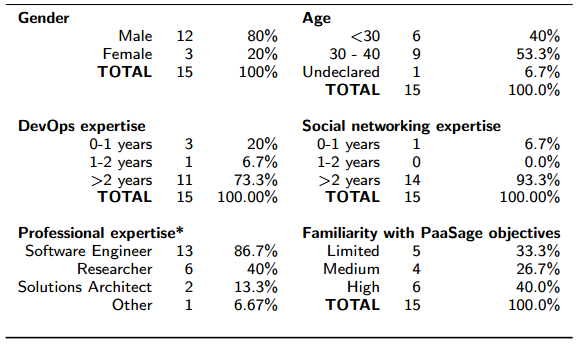 Gender
Male 12 80%
Female 3 20%
TOTAL 15 100%
Age
<30 6 40%
30 - 40 9 53.3%
Undeclared 1 6.7%
TOTAL 15 100.0%
DevOps expertise
0-1 years 3 20%
1-2 years 1 6.7%
>2 years 11 73.3%
TOTAL 15 100.00%
Social networking expertise
0-1 years 1 6.7%
1-2 years 0 0.0%
>2 years 14 93.3%
TOTAL 15 100.00%
Professional expertise*
Software Engineer 13 86.7%
Researcher 6 40%
Solutions Architect 2 13.3%
Other 1 6.67%
Familiarity with PaaSage objectives
Limited 5 33.3%
Medium 4 26.7%
High 6 40.0%
TOTAL 15 100.0%